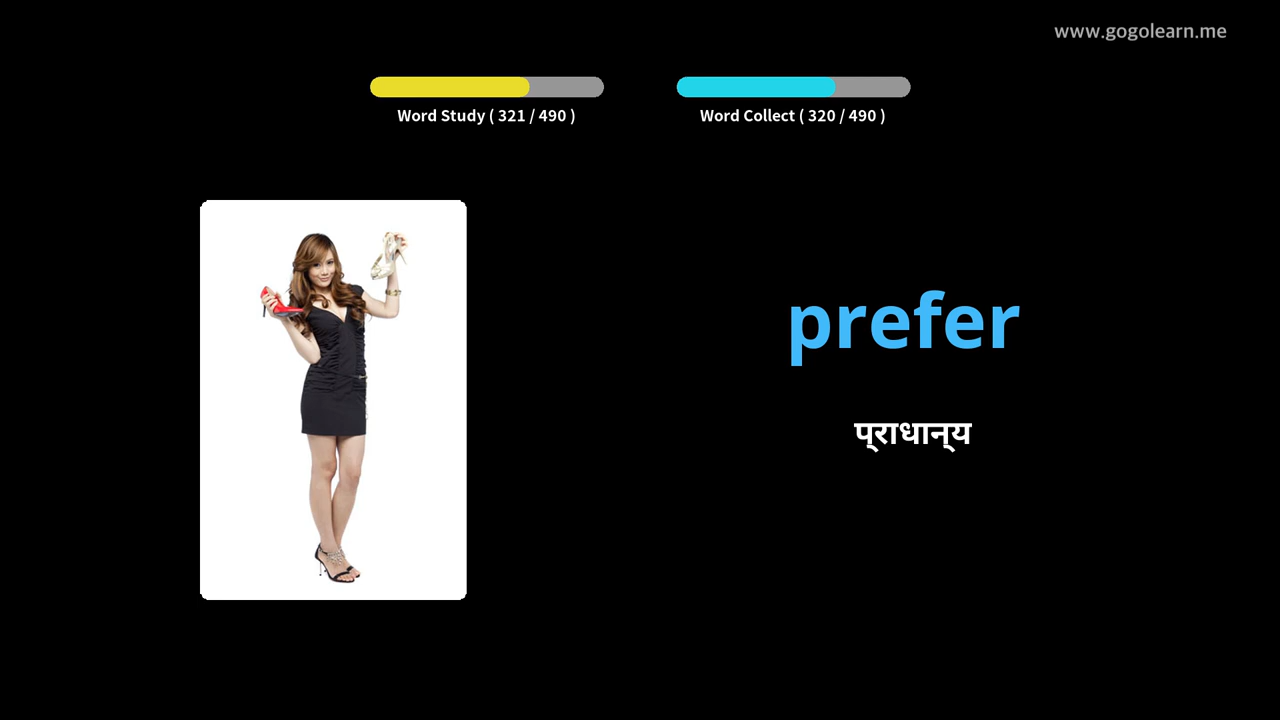 www.gogolearn.me
Word Study ( 321 / 490 )
Word Collect ( 320 / 490 )
prefer
प्राधान्य